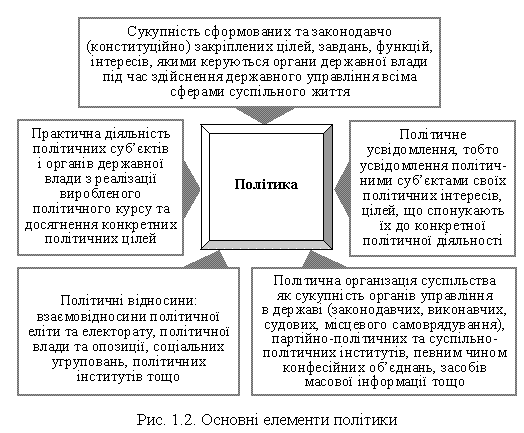 Сукупність сформованих та законодавчо
(конституційно) закріплених цілей, завдань, функцій,
інтересів, якими керуються органи державної влади
під час здійснення державного управління всіма
сферами суспільного життя
Практична діяльність
політичних суб’єктів
і органів державної
влади з реалізації
виробленого
політичного курсу та
досягнення конкретних
політичних цілей
Політика
Політичне
усвідомлення, тобто
усвідомлення політич-
ними суб’єктами своїх
політичних інтересів,
цілей, що спонукають
їх до конкретної
політичної діяльності
Політичні відносини:
взаємовідносини політичної
еліти та електорату, політичної
влади та опозиції, соціальних
угруповань, політичних
інститутів тощо
Політична організація суспільства
як сукупність органів управління
в державі (законодавчих, виконавчих,
судових, місцевого самоврядування),
партійно-політичних та суспільно-
політичних інститутів, певним чином
конфесійних об’єднань, засобів
масової інформації тощо
Рис. 1.2. Основні елементи політики